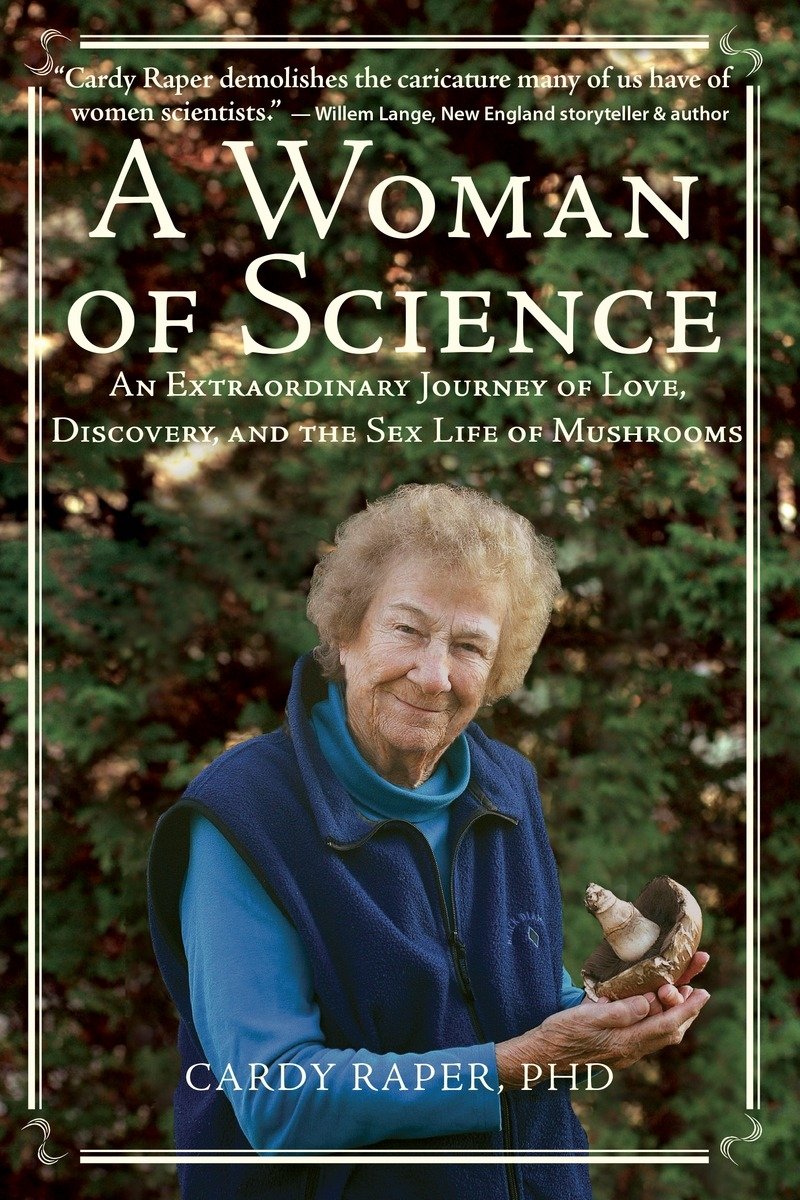 “Cardy Raper demolishes the caricature many of us have of
women scientists.” — Willem Lange, New England storyteller & author
A Woman
of Science
An Extraordinary Journey of Love,
Discovery, and the Sex Life of Mushrooms
CARDY RAPER, PHD